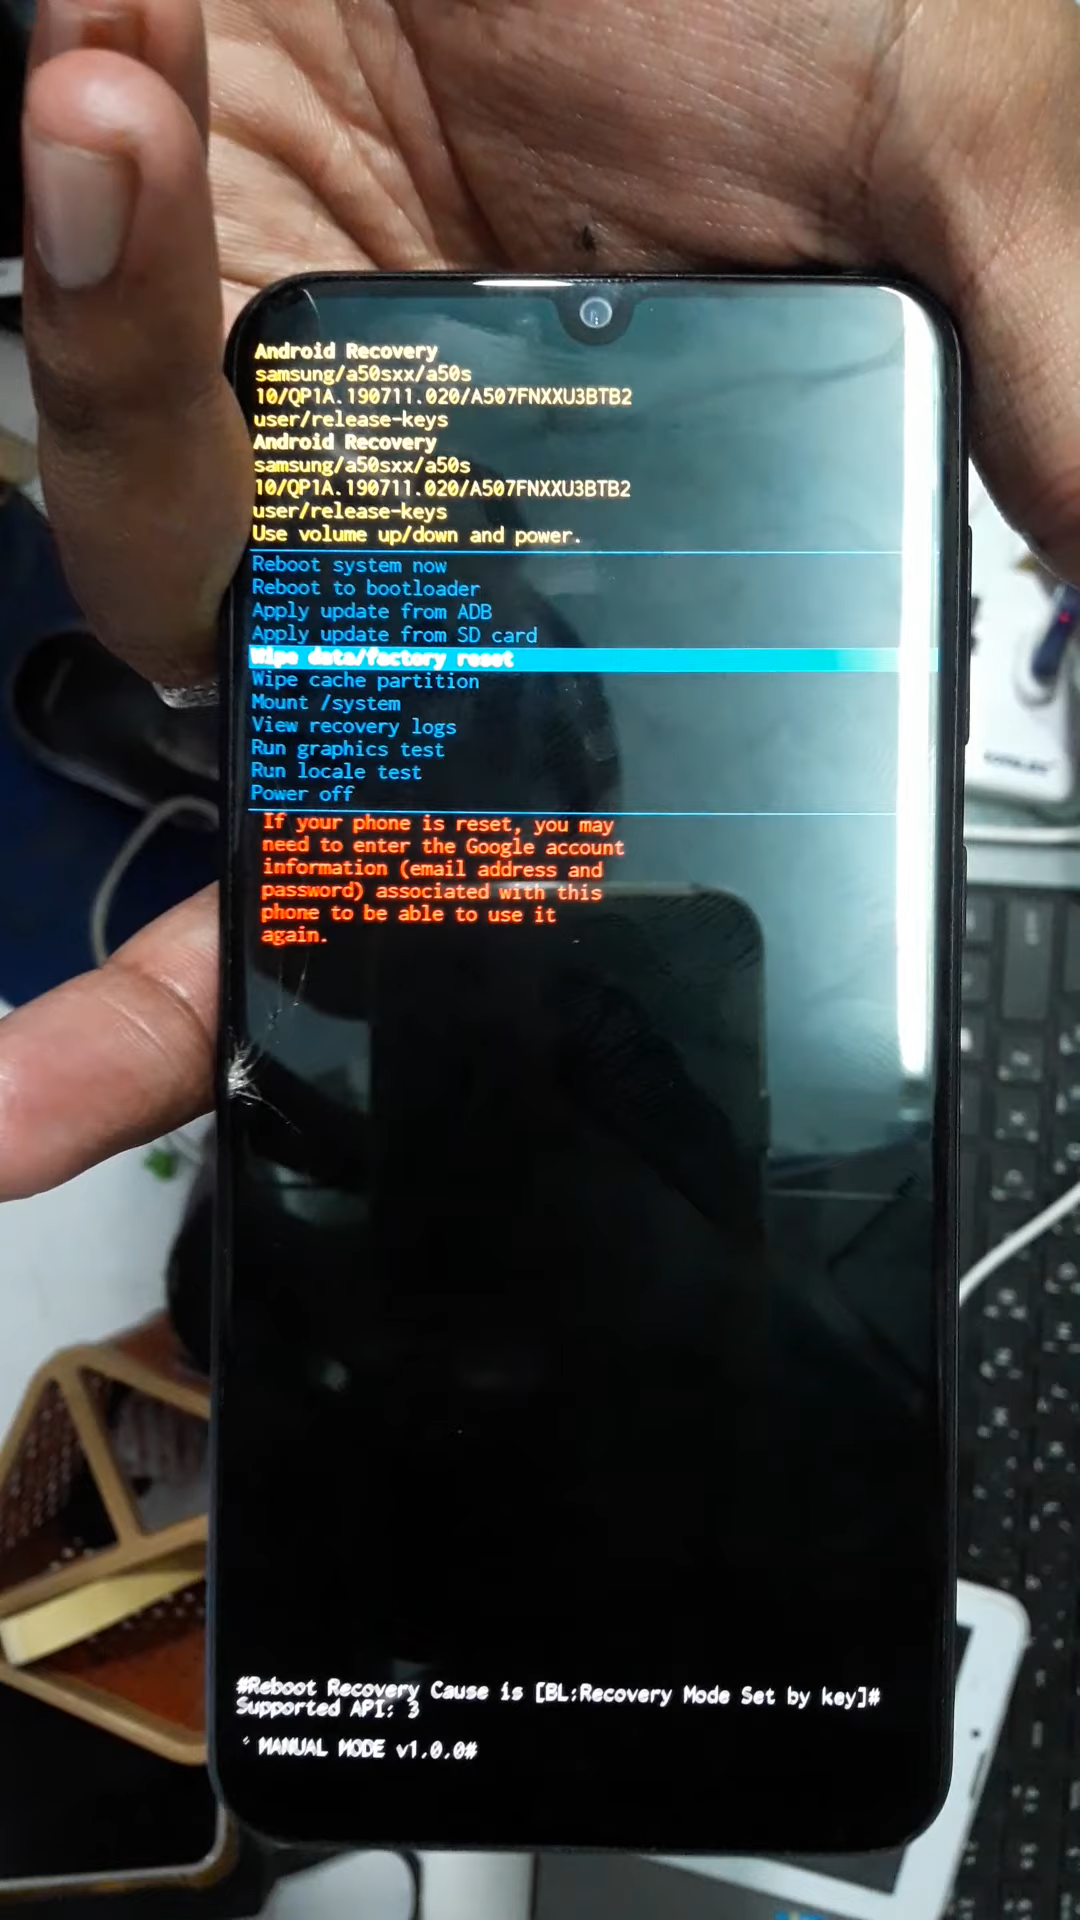 Android Recovery
samsung/a50sxx/a50s
10/QP1A.190711.020/A507FNXXU3BTB2
user/release-keys
Android Recovery
samsung/a50sxx/a50s
10/QP1A.190711.020/A507FNXXU3BTB2
user/release-keys
Use volume up/down and power.
Reboot system now
Reboot to bootloader
Apply update from ADB
Apply update from SD card
Wipe data/factory reset
Wipe cache partition
Mount /system
View recovery logs
Run graphics test
Run locale test
Power off
If your phone is reset, you may
need to enter the Google account
information (email address and
password) associated with this
phone to be able to use it
again.
#Reboot Recovery Cause is [BL:Recovery Mode Set by key]#
Supported API: 3
MANUAL MODE v1.0.0#